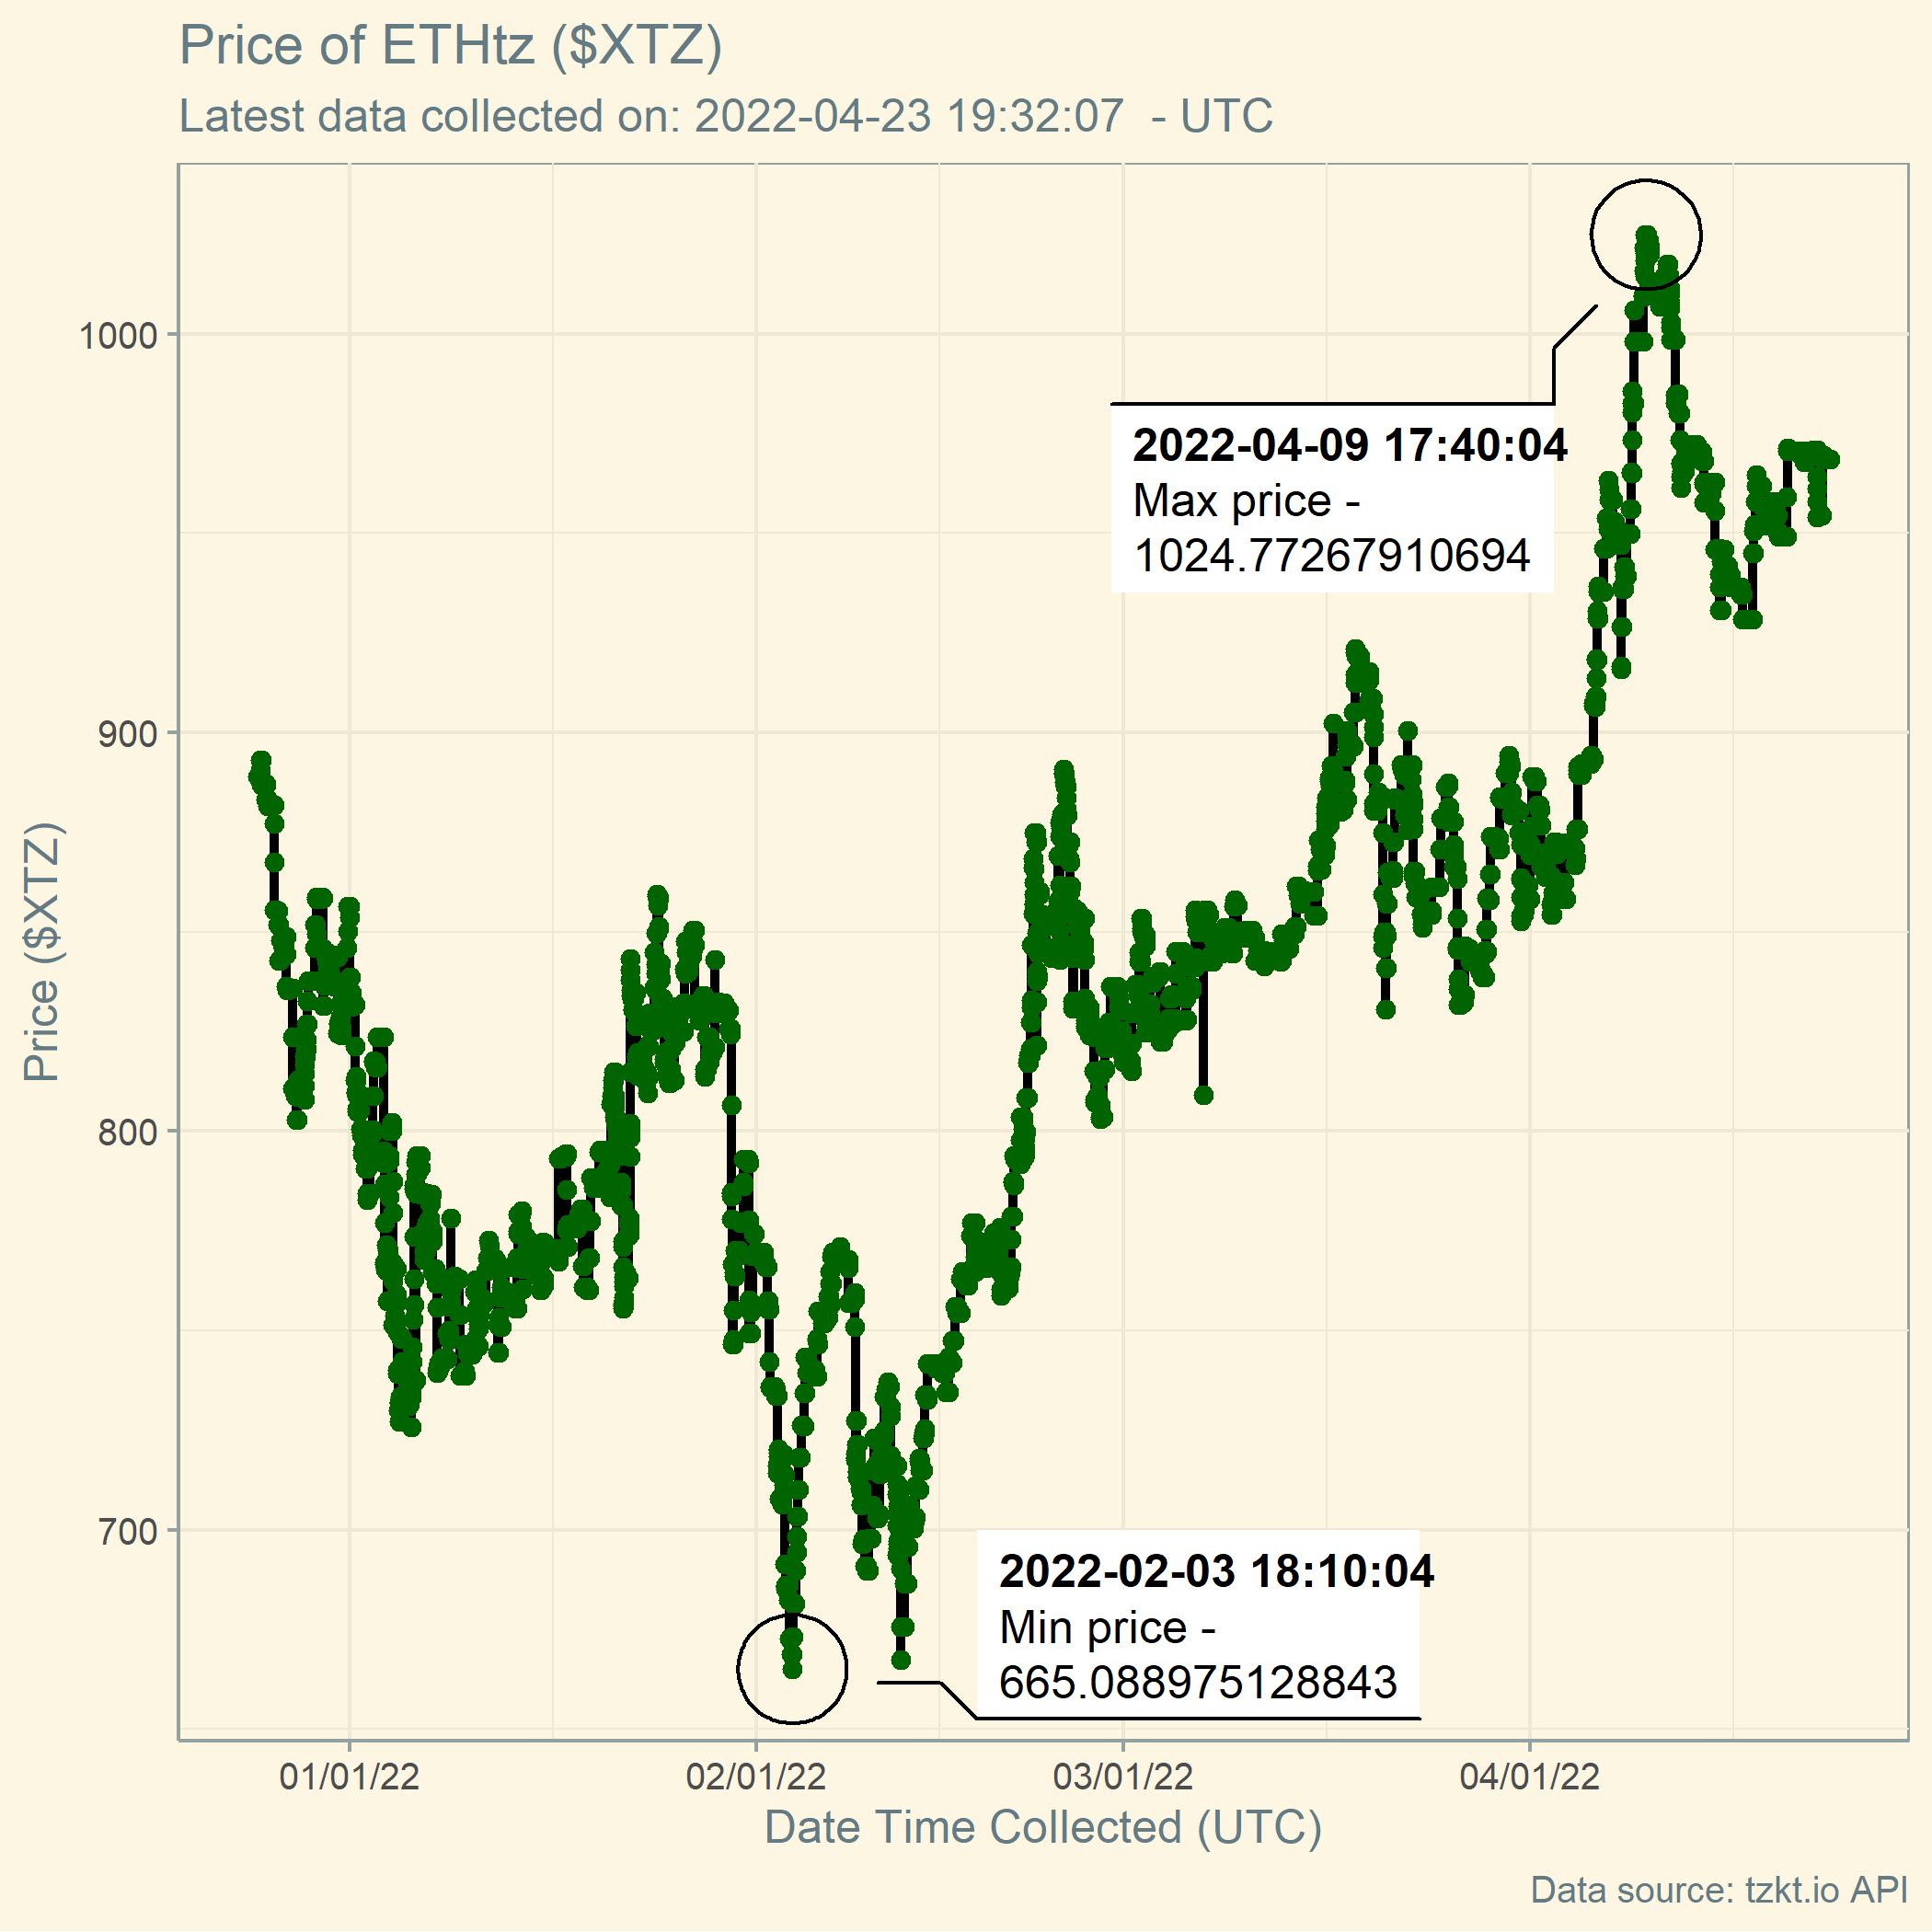 Price of ETHtz ($XTZ)
Latest data collected on: 2022-04-23 19:32:07  - UTC
Price ($XTZ)
1000
900
800
700
2022-04-09 17:40:04
Max price -
1024.77267910694
2022-02-03 18:10:04
Min price -
665.088975128843
01/01/22
02/01/22
03/01/22
04/01/22
Date Time Collected (UTC)
Data source: tzkt.io API